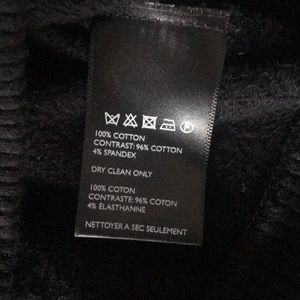 100% COTTON
CONTRAST: 96% COTTON
4% SPANDEX
DRY CLEAN ONLY
100% COTON
CONTRASTE: 96% COTON
4% ÉLASTHANNE
NETTOYER A SEC SEULEMENT